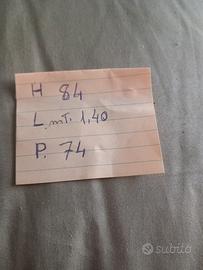 H 84
L. mT. 1,40
P. 74
subito